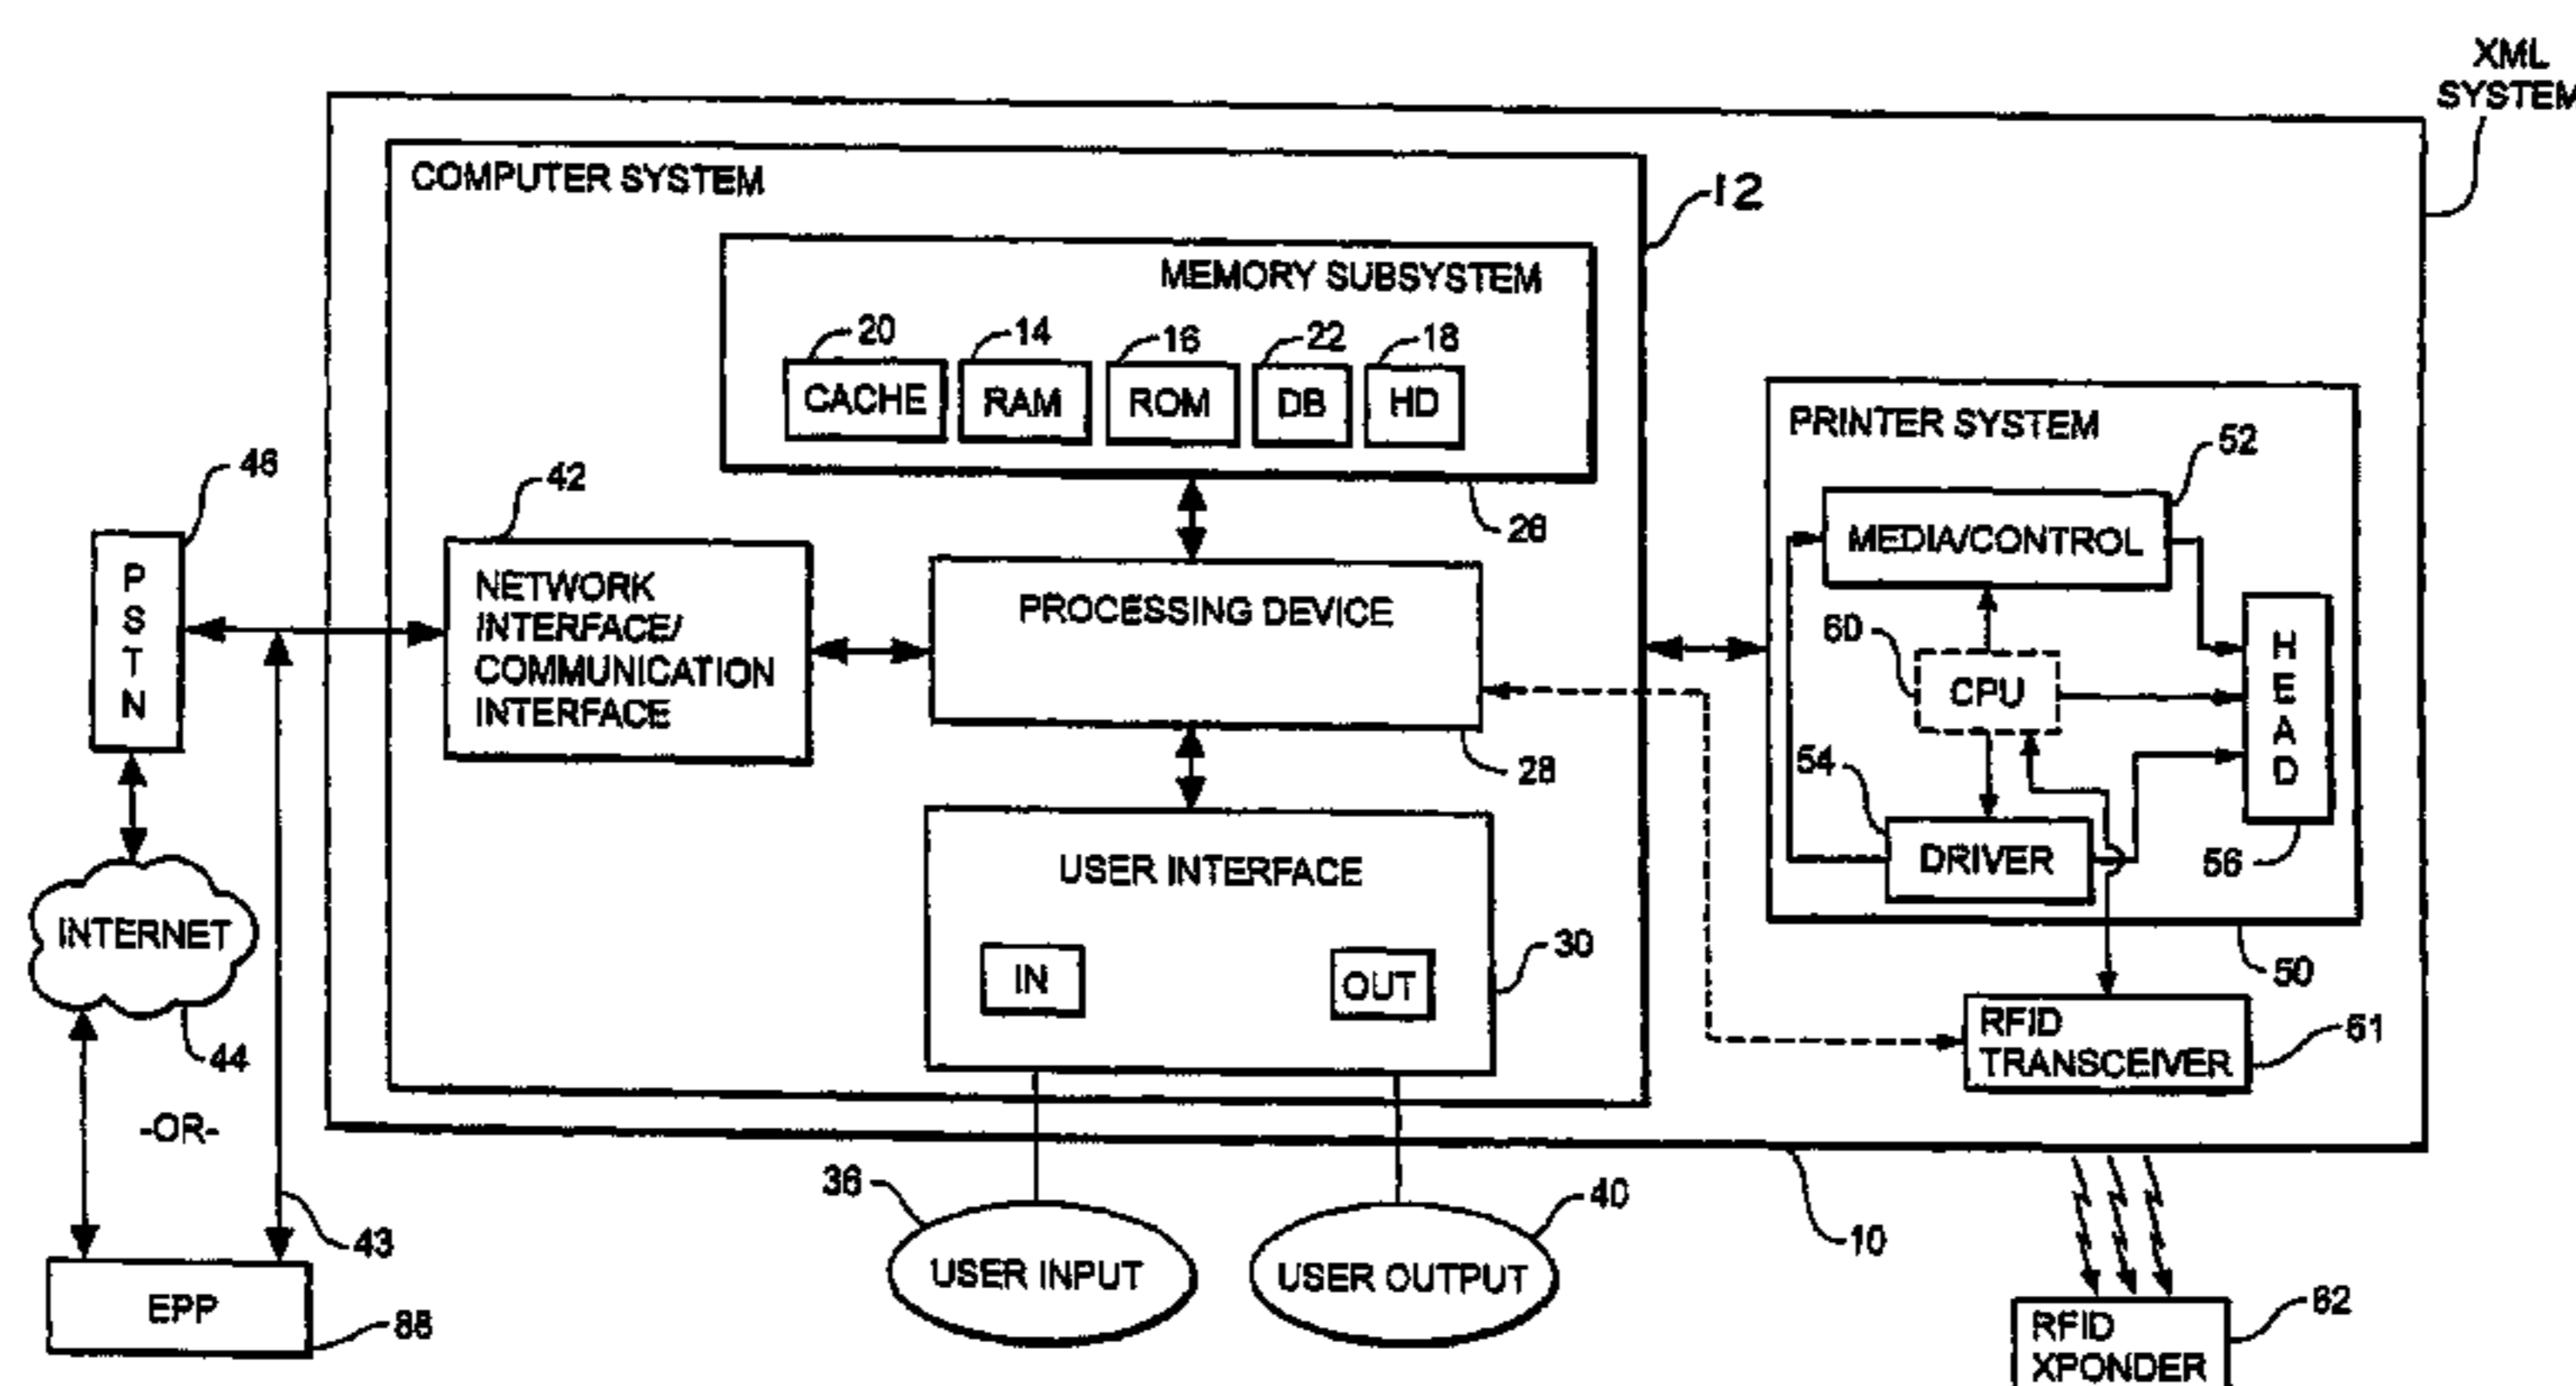 XML
SYSTEM
COMPUTER SYSTEM
12
MEMORY SUBSYSTEM
20
14
16
22
18
CACHE
RAM
ROM
DB
HD
26
PRINTER SYSTEM
52
MEDIA/CONTROL
46
42
P
S
T
N
NETWORK
INTERFACE/
COMMUNICATION
INTERFACE
PROCESSING DEVICE
28
60
CPU
H
E
A
D
54
DRIVER
56
50
USER INTERFACE
30
IN
OUT
INTERNET
44
RFID
TRANSCEIVER
61
-OR-
43
36
USER INPUT
40
USER OUTPUT
10
EPP
88
62
RFID
XPONDER